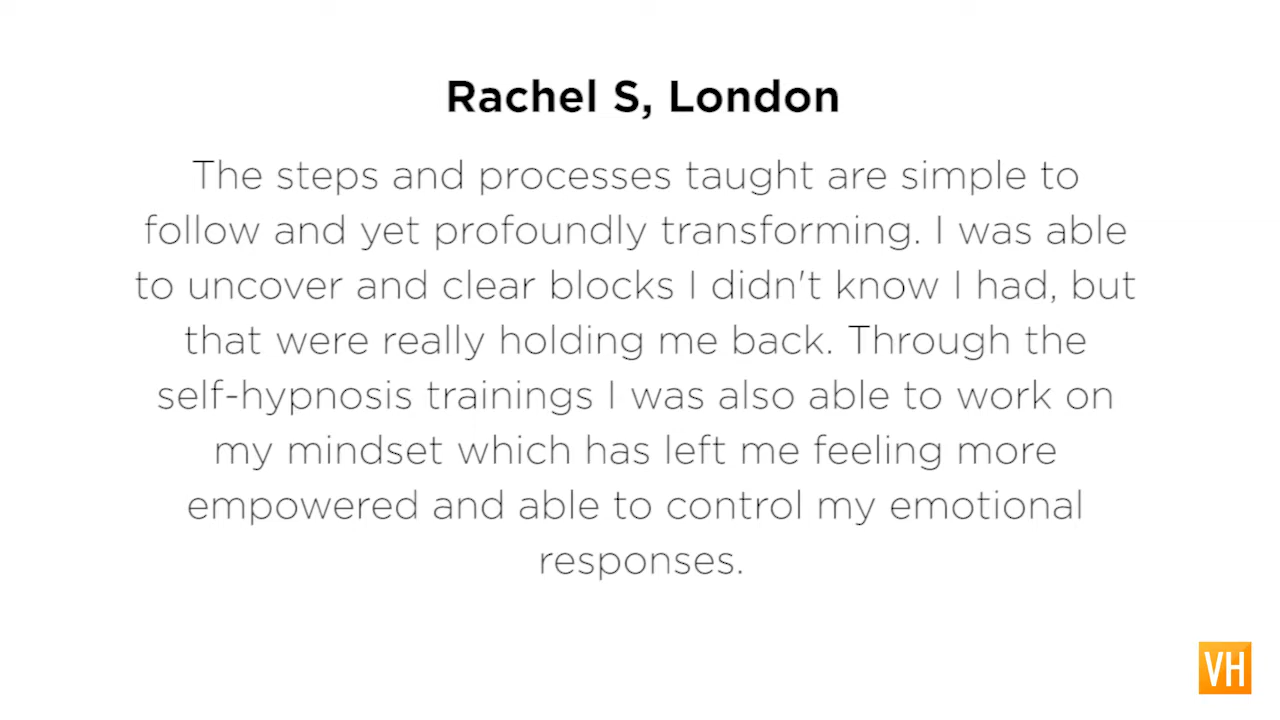 Rachel S, London
The steps and processes taught are simple to
follow and yet profoundly transforming. I was able
to uncover and clear blocks I didn't know I had, but
that were really holding me back. Through the
self-hypnosis trainings I was also able to work on
my mindset which has left me feeling more
empowered and able to control my emotional
responses.
VH